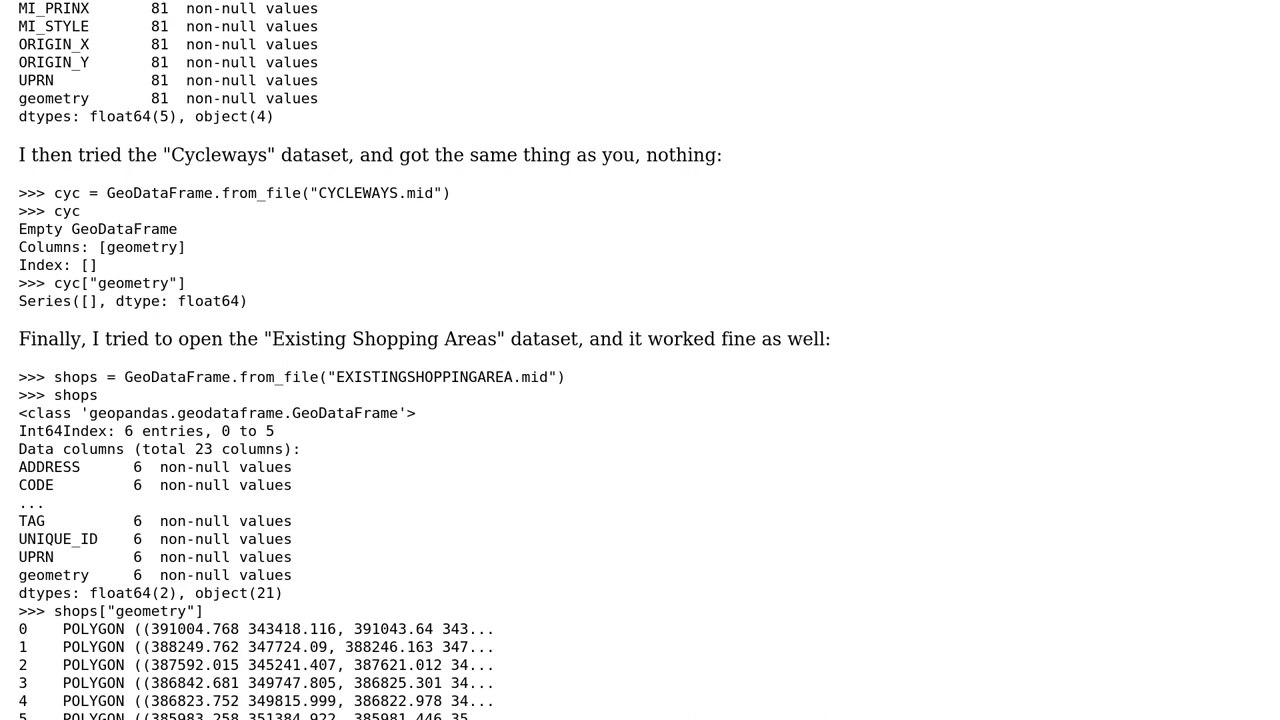 MI_PRINX       81  non-null values
MI_STYLE       81  non-null values
ORIGIN_X       81  non-null values
ORIGIN_Y       81  non-null values
UPRN           81  non-null values
geometry       81  non-null values
dtypes: float64(5), object(4)
I then tried the "Cycleways" dataset, and got the same thing as you, nothing:
>>> cyc = GeoDataFrame.from_file("CYCLEWAYS.mid")
>>> cyc
Empty GeoDataFrame
Columns: [geometry]
Index: []
>>> cyc["geometry"]
Series([], dtype: float64)
Finally, I tried to open the "Existing Shopping Areas" dataset, and it worked fine as well:
>>> shops = GeoDataFrame.from_file("EXISTINGSHOPPINGAREA.mid")
>>> shops
<class 'geopandas.geodataframe.GeoDataFrame'>
Int64Index: 6 entries, 0 to 5
Data columns (total 23 columns):
ADDRESS      6  non-null values
CODE         6  non-null values
...
TAG          6  non-null values
UNIQUE_ID    6  non-null values
UPRN         6  non-null values
geometry     6  non-null values
dtypes: float64(2), object(21)
>>> shops["geometry"]
0    POLYGON ((391004.768 343418.116, 391043.64 343...
1    POLYGON ((388249.762 347724.09, 388246.163 347...
2    POLYGON ((387592.015 345241.407, 387621.012 34...
3    POLYGON ((386842.681 349747.805, 386825.301 34...
4    POLYGON ((386823.752 349815.999, 386822.978 34...
5    POLYGON ((385983.258 351384.922, 385981.446 35...